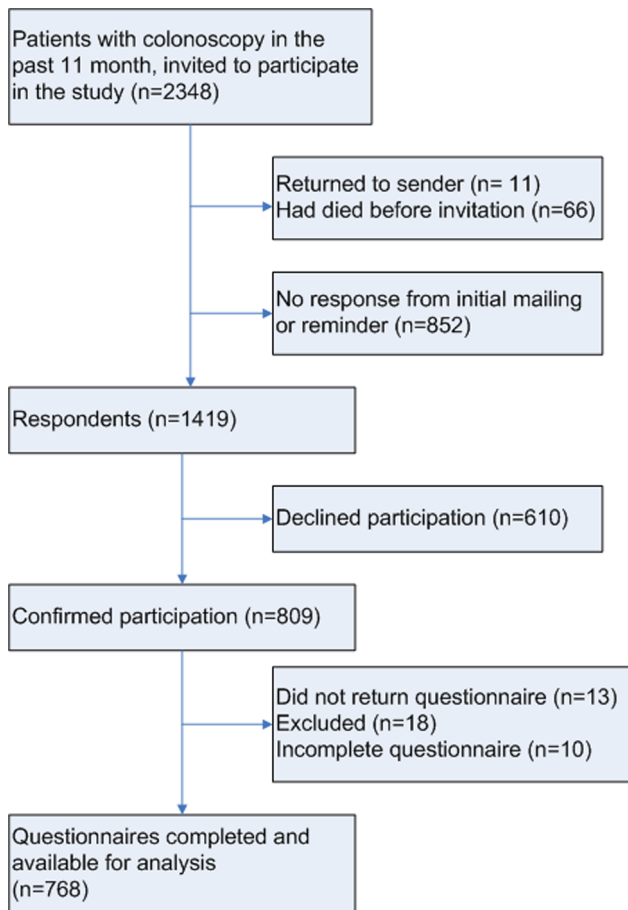 Patients with colonoscopy in the
past 11 month, invited to participate
in the study (n=2348)
Returned to sender (n= 11)
Had died before invitation (n=66)
No response from initial mailing
or reminder (n=852)
Respondents (n=1419)
Declined participation (n=610)
Confirmed participation (n=809)
Did not return questionnaire (n=13)
Excluded (n=18)
Incomplete questionnaire (n=10)
Questionnaires completed and
available for analysis
(n=768)